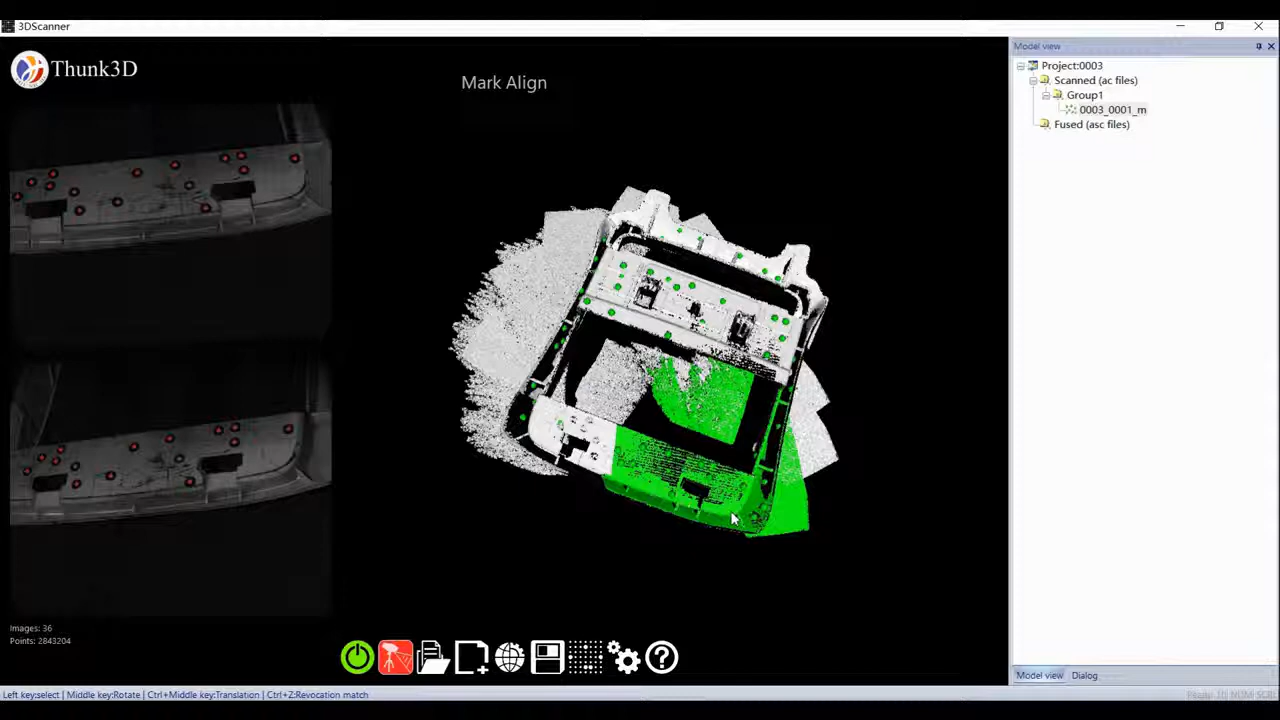 3DScanner
Model view
Thunk3D
Mark Align
Project:0003
Scanned (ac files)
Group1
0003_0001_m
Fused (asc files)
Images: 36
Points: 2843204
Model view
Dialog
Left key:select | Middle key:Rotate | Ctrl+Middle key:Translation | Ctrl+Z:Revocation match